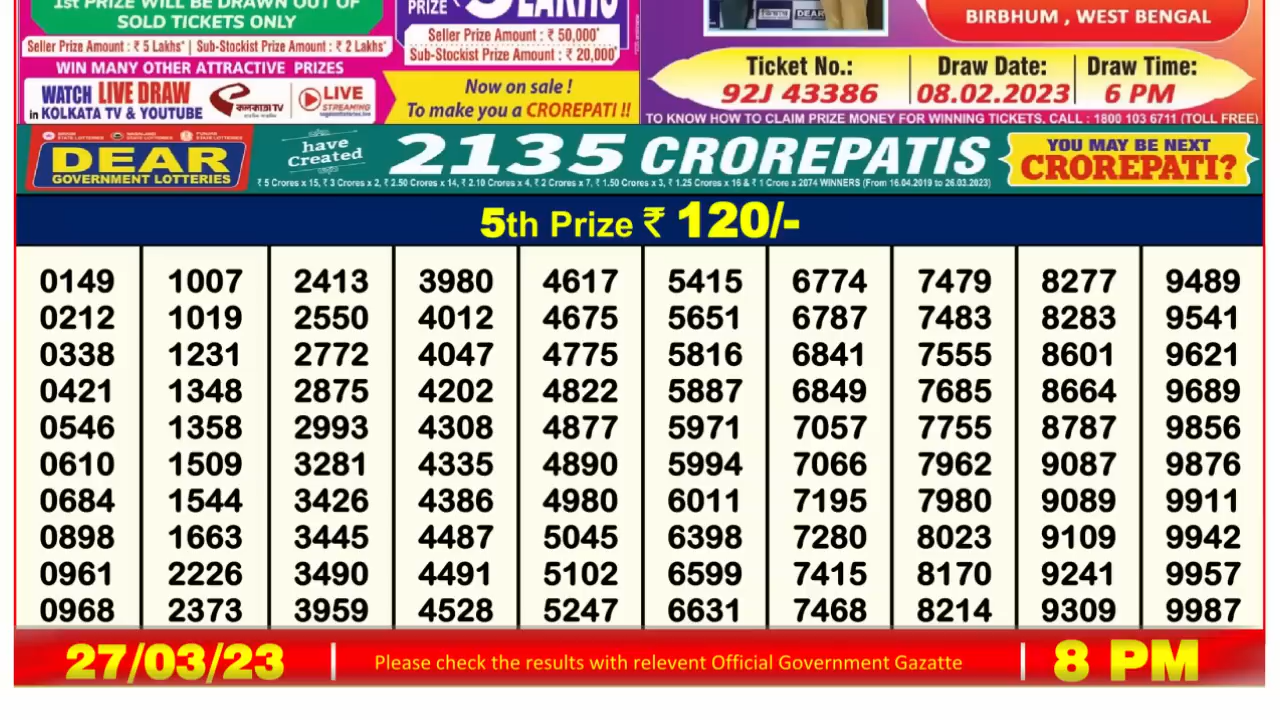 1st PRIZE WILL BE DRAWN OUT OF
SOLD TICKETS ONLY
Seller Prize Amount : ₹ 5 Lakhs* | Sub-Stockist Prize Amount : ₹ 2 Lakhs*
WIN MANY OTHER ATTRACTIVE PRIZES
WATCH LIVE DRAW
in KOLKATA TV & YOUTUBE
কলকাতা TV
LIVE
STREAMING
PRIZE ₹ 5 LAKHS
Seller Prize Amount : ₹ 50,000*
Sub-Stockist Prize Amount : ₹ 20,000*
Now on sale !
To make you a CROREPATI !!
DEAR
BIRBHUM , WEST BENGAL
Ticket No.: Draw Date: Draw Time:
92J 43386 08.02.2023 6 PM
TO KNOW HOW TO CLAIM PRIZE MONEY FOR WINNING TICKETS, CALL : 1800 103 6711 (TOLL FREE)
DEAR
GOVERNMENT LOTTERIES
have
Created
2135 CROREPATIS
₹ 5 Crores x 15, ₹ 3 Crores x 2, ₹ 2.50 Crores x 14, ₹ 2.10 Crores x 4, ₹ 2 Crores x 7, ₹ 1.50 Crores x 3, ₹ 1.25 Crores x 16 & ₹ 1 Crore x 2074 WINNERS (From 16.04.2019 to 26.03.2023)
YOU MAY BE NEXT
CROREPATI?
5th Prize ₹ 120/-
0149 1007 2413 3980 4617 5415 6774 7479 8277 9489
0212 1019 2550 4012 4675 5651 6787 7483 8283 9541
0338 1231 2772 4047 4775 5816 6841 7555 8601 9621
0421 1348 2875 4202 4822 5887 6849 7685 8664 9689
0546 1358 2993 4308 4877 5971 7057 7755 8787 9856
0610 1509 3281 4335 4890 5994 7066 7962 9087 9876
0684 1544 3426 4386 4980 6011 7195 7980 9089 9911
0898 1663 3445 4487 5045 6398 7280 8023 9109 9942
0961 2226 3490 4491 5102 6599 7415 8170 9241 9957
0968 2373 3959 4528 5247 6631 7468 8214 9309 9987
27/03/23 Please check the results with relevent Official Government Gazatte 8 PM